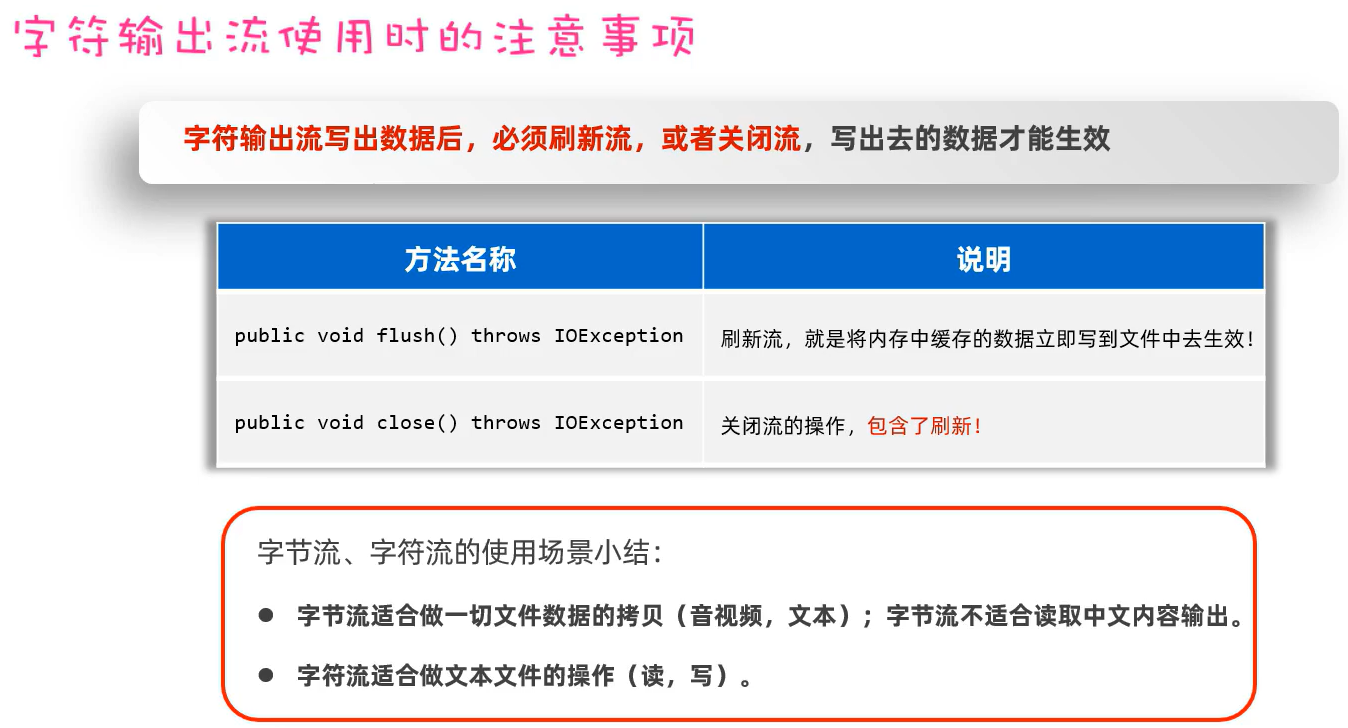 字符输出流使用时的注意事项
字符输出流写出数据后，必须刷新流，或者关闭流，写出去的数据才能生效
方法名称 说明
public void flush() throws IOException 刷新流，就是将内存中缓存的数据立即写到文件中去生效！
public void close() throws IOException 关闭流的操作，包含了刷新！
字节流、字符流的使用场景小结：
● 字节流适合做一切文件数据的拷贝（音视频，文本）；字节流不适合读取中文内容输出。
● 字符流适合做文本文件的操作（读，写）。